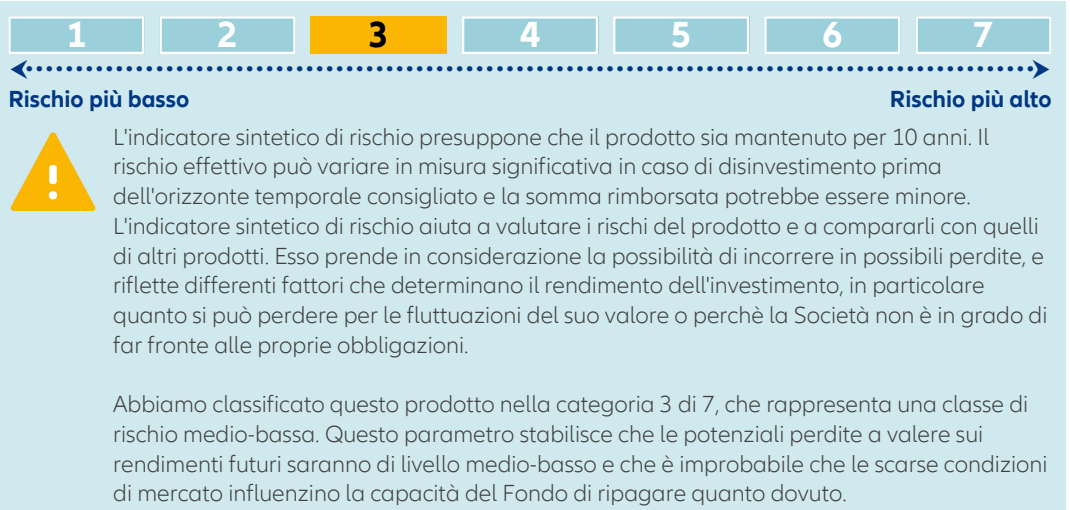 1 2 3 4 5 6 7
Rischio più basso Rischio più alto
!
L'indicatore sintetico di rischio presuppone che il prodotto sia mantenuto per 10 anni. Il
rischio effettivo può variare in misura significativa in caso di disinvestimento prima
dell'orizzonte temporale consigliato e la somma rimborsata potrebbe essere minore.
L'indicatore sintetico di rischio aiuta a valutare i rischi del prodotto e a compararli con quelli
di altri prodotti. Esso prende in considerazione la possibilità di incorrere in possibili perdite, e
riflette differenti fattori che determinano il rendimento dell'investimento, in particolare
quanto si può perdere per le fluttuazioni del suo valore o perchè la Società non è in grado di
far fronte alle proprie obbligazioni.
Abbiamo classificato questo prodotto nella categoria 3 di 7, che rappresenta una classe di
rischio medio-bassa. Questo parametro stabilisce che le potenziali perdite a valere sui
rendimenti futuri saranno di livello medio-basso e che è improbabile che le scarse condizioni
di mercato influenzino la capacità del Fondo di ripagare quanto dovuto.